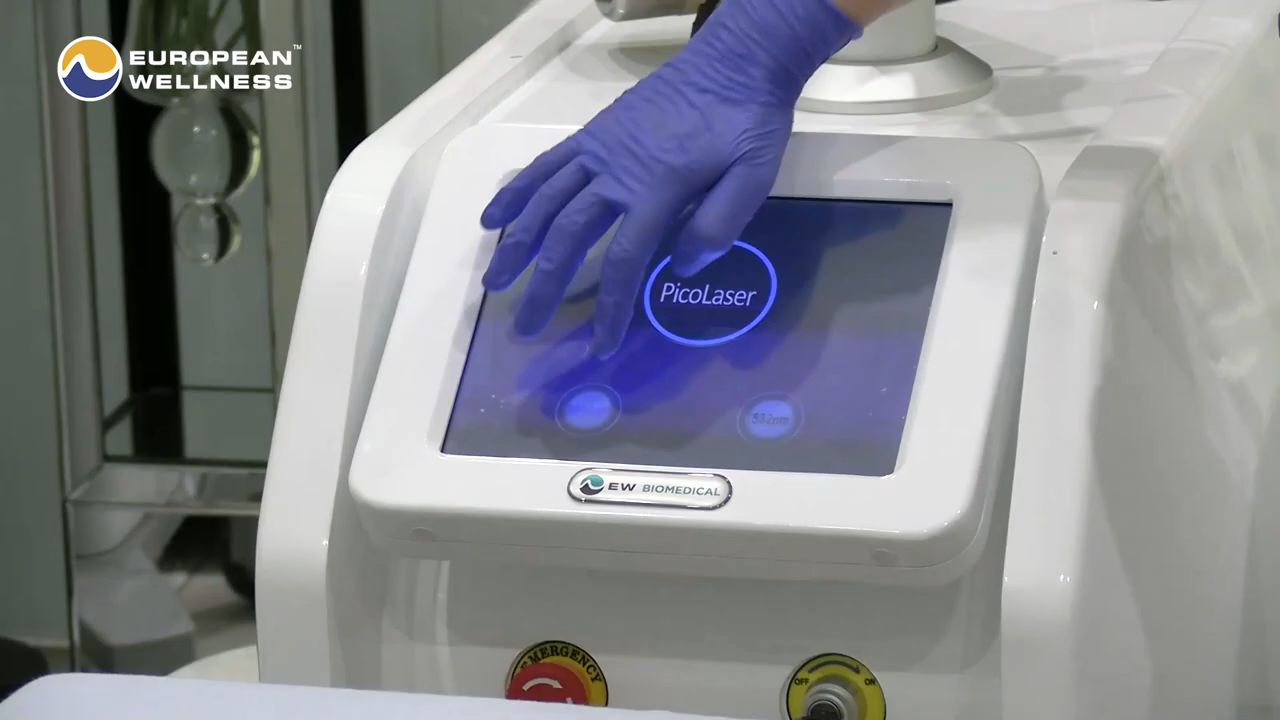 EUROPEAN™
WELLNESS
PicoLaser
532nm
EW BIOMEDICAL
EMERGENCY
OFF ON